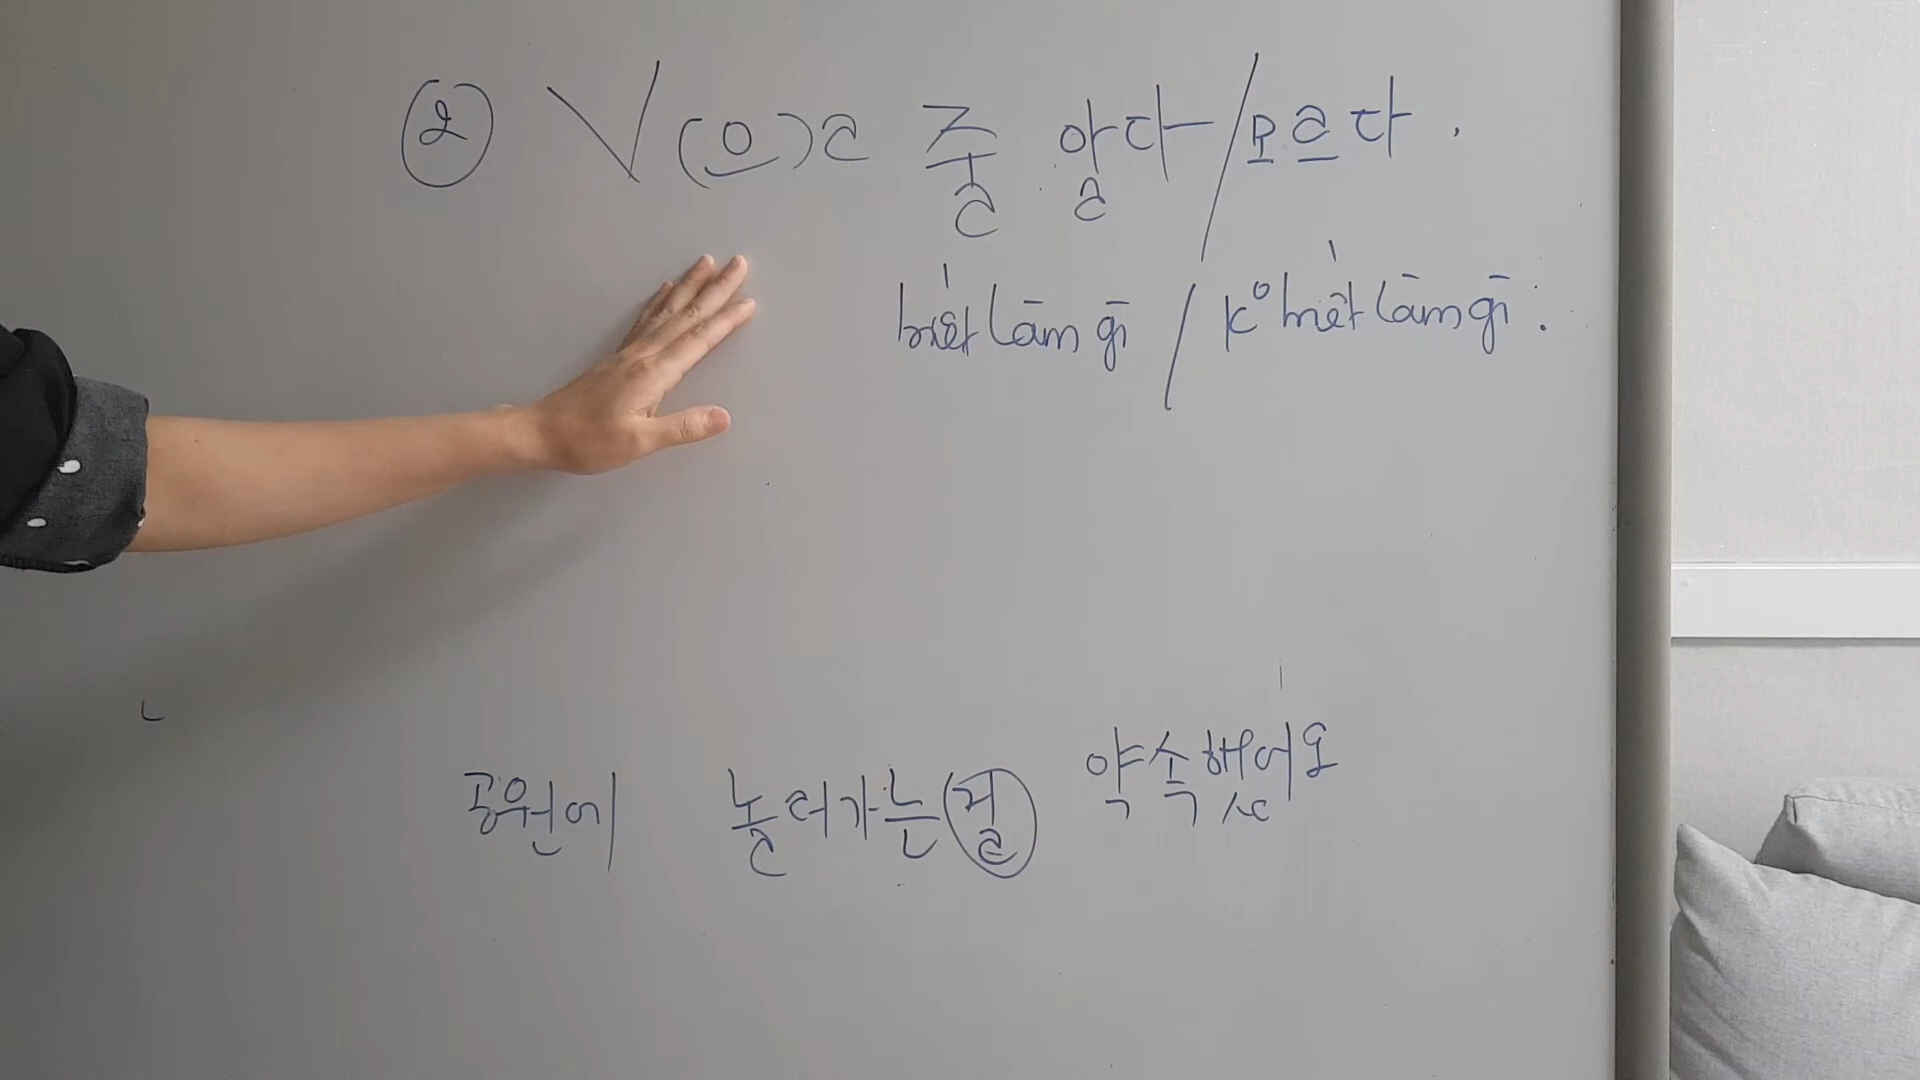 ② V (으)ㄹ 줄 알다/모르다.
biết làm gì / k° biết làm gì :
공원에 놀러가는걸 약속했어요